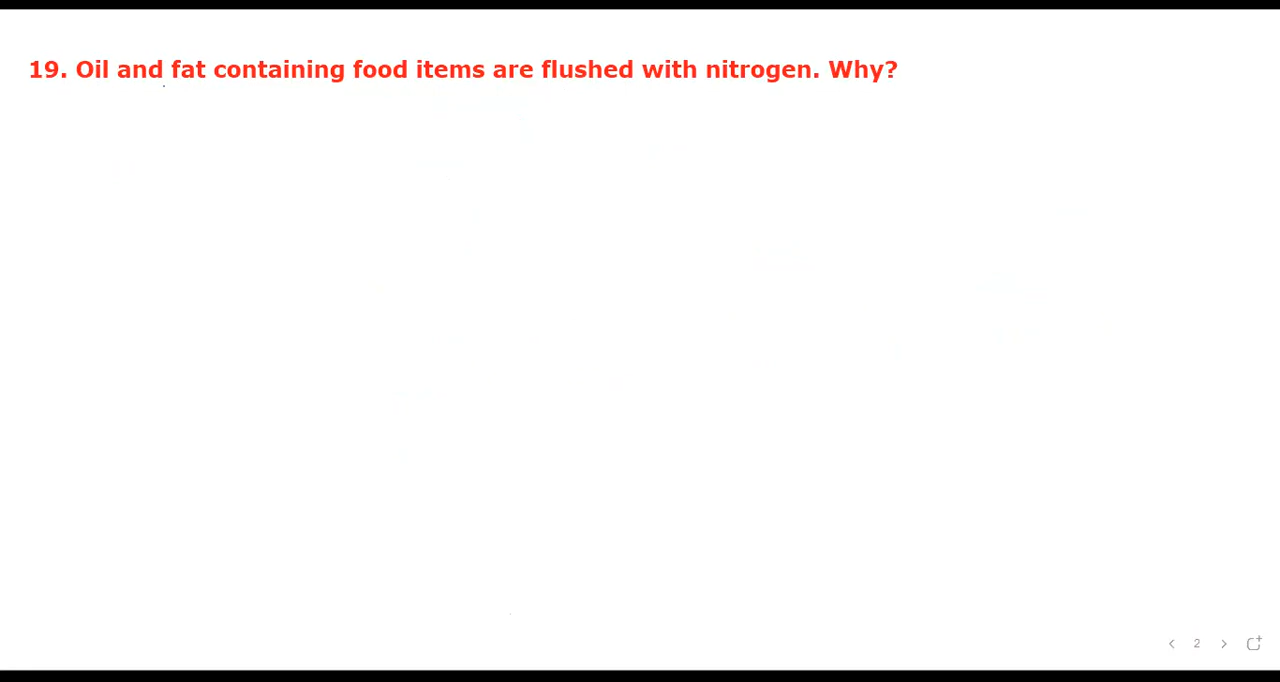 19. Oil and fat containing food items are flushed with nitrogen. Why?
2